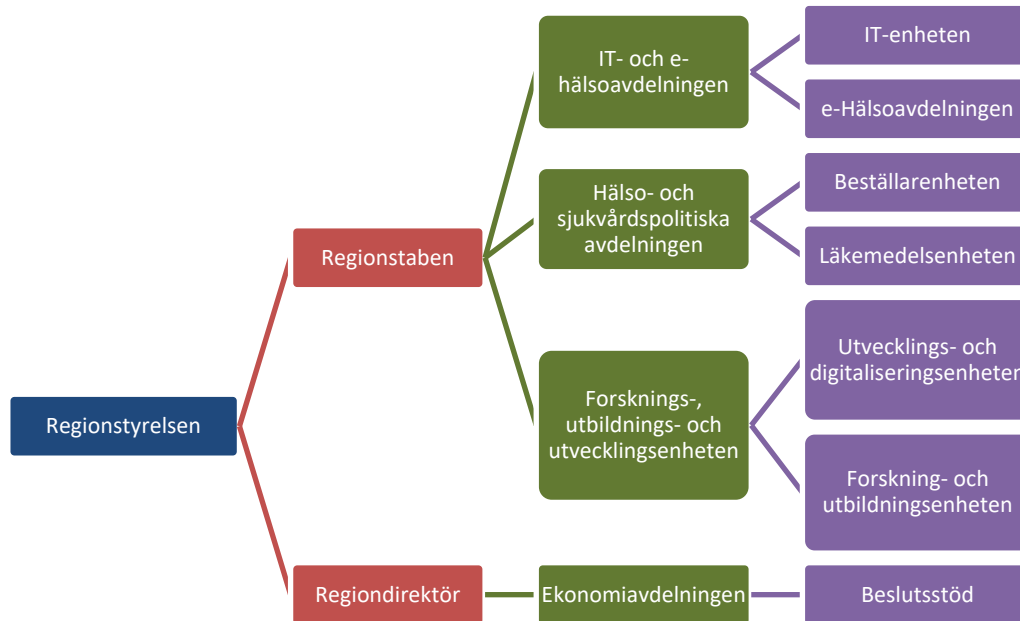 Regionstyrelsen
Regionstaben
IT- och e-
hälsoavdelningen
IT-enheten
e-Hälsoavdelningen
Hälso- och
sjukvårdspolitiska
avdelningen
Beställarenheten
Läkemedelsenheten
Forsknings-,
utbildnings- och
utvecklingsenheten
Utvecklings- och
digitaliseringsenheten
Forskning- och
utbildningsenheten
Regiondirektör
Ekonomiavdelningen
Beslutsstöd